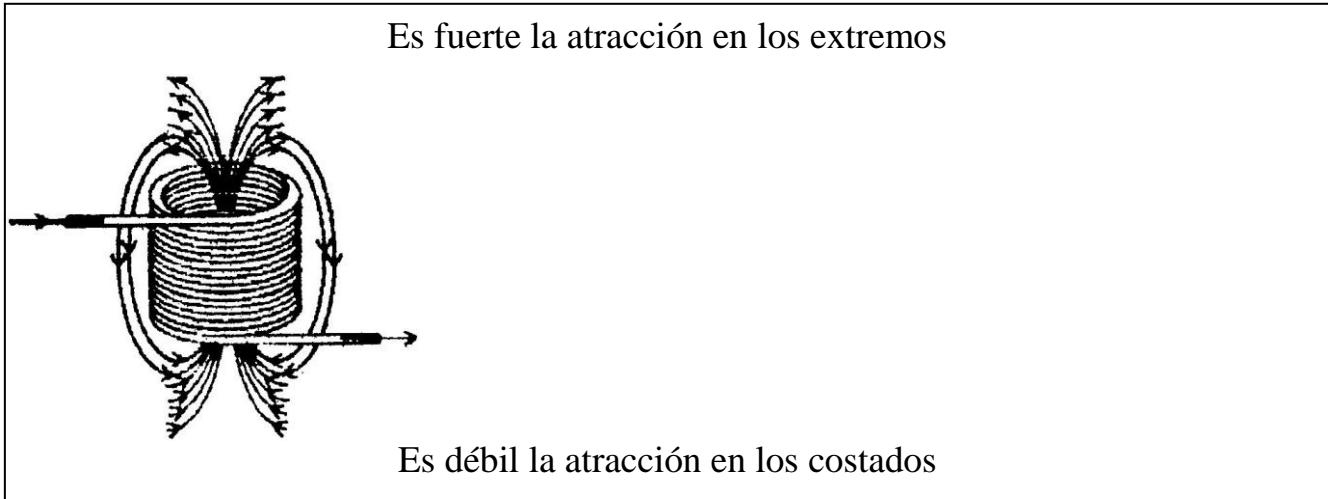 Es fuerte la atracción en los extremos
Es débil la atracción en los costados